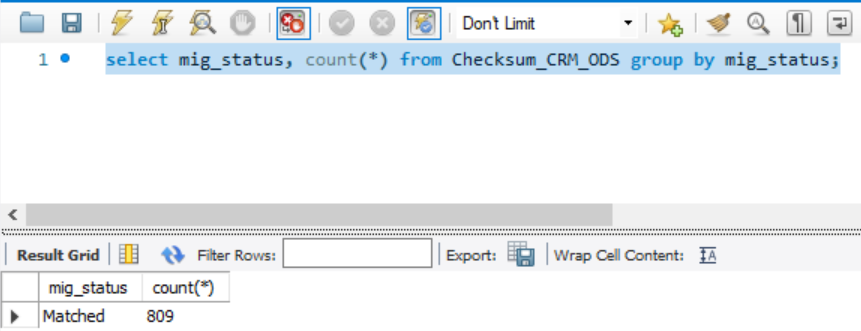 Don't Limit
1 select mig_status, count(*) from Checksum_CRM_ODS group by mig_status;
Result Grid Filter Rows: Export: Wrap Cell Content:
mig_status count(*)
Matched 809